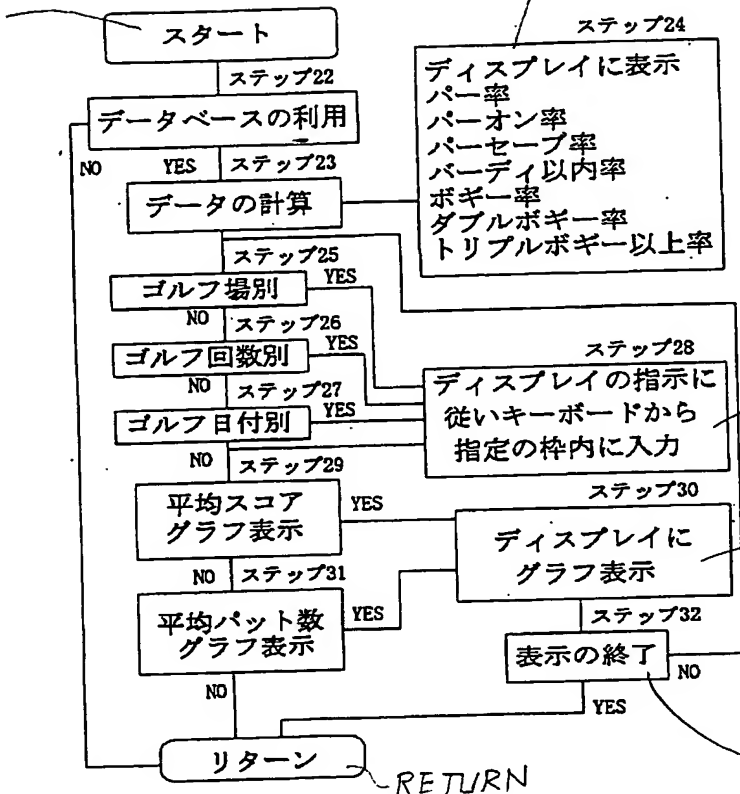 スタート
ステップ22
データベースの利用
NO
YES
ステップ23
データの計算
ステップ24
ディスプレイに表示
パー率
パーオン率
パーセーブ率
バーディ以内率
ボギー率
ダブルボギー率
トリプルボギー以上率
ステップ25
ゴルフ場別
YES
NO
ステップ26
ゴルフ回数別
YES
NO
ステップ27
ゴルフ日付別
YES
NO
ステップ28
ディスプレイの指示に
従いキーボードから
指定の枠内に入力
ステップ29
平均スコア
グラフ表示
YES
NO
ステップ30
ディスプレイに
グラフ表示
ステップ31
平均パット数
グラフ表示
YES
NO
ステップ32
表示の終了
NO
YES
リターン
RETURN